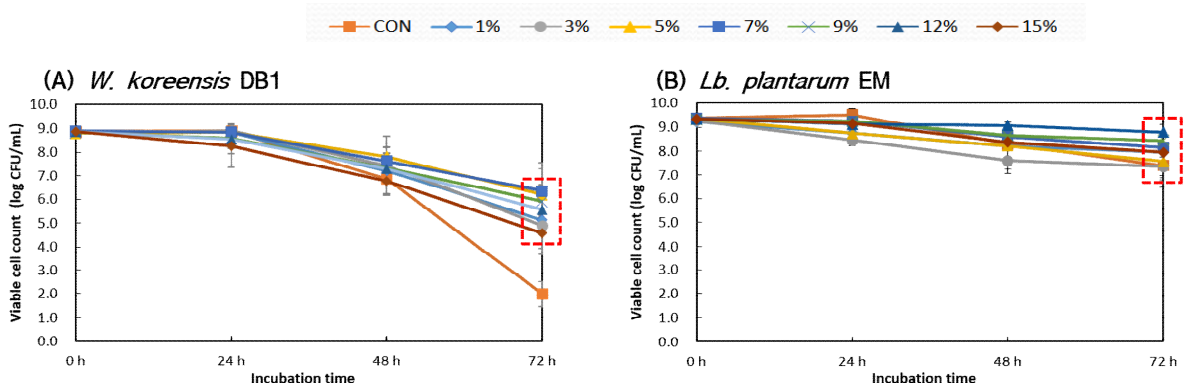 CON 1% 3% 5% 7% 9% 12% 15%
(A) W. koreensis DB1
10.0
9.0
8.0
7.0
6.0
5.0
4.0
3.0
2.0
1.0
0.0
Viable cell count (log CFU/mL)
0 h 24 h 48 h 72 h
Incubation time
(B) Lb. plantarum EM
10.0
9.0
8.0
7.0
6.0
5.0
4.0
3.0
2.0
1.0
0.0
Viable cell count (log CFU/mL)
0 h 24 h 48 h 72 h
Incubation time